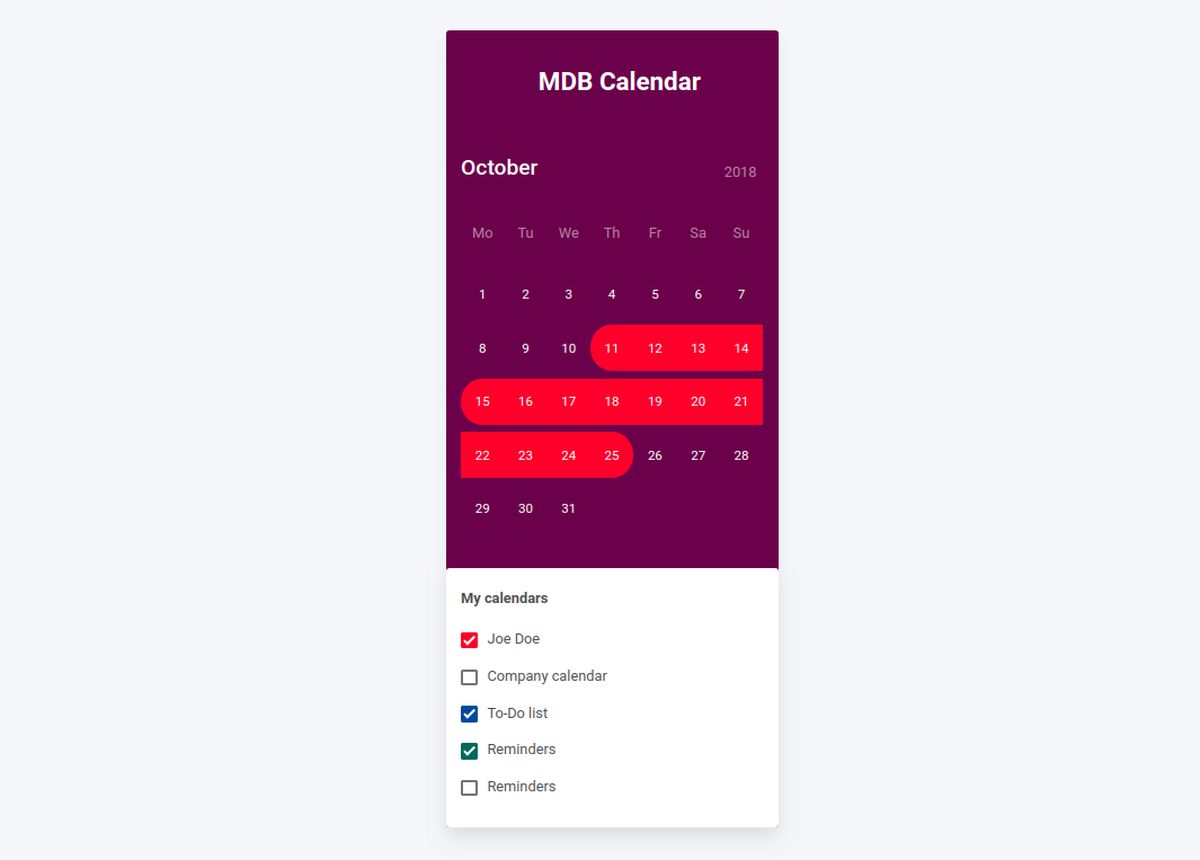 MDB Calendar
October 2018
Mo Tu We Th Fr Sa Su
1 2 3 4 5 6 7
8 9 10 11 12 13 14
15 16 17 18 19 20 21
22 23 24 25 26 27 28
29 30 31
My calendars
Joe Doe
Company calendar
To-Do list
Reminders
Reminders